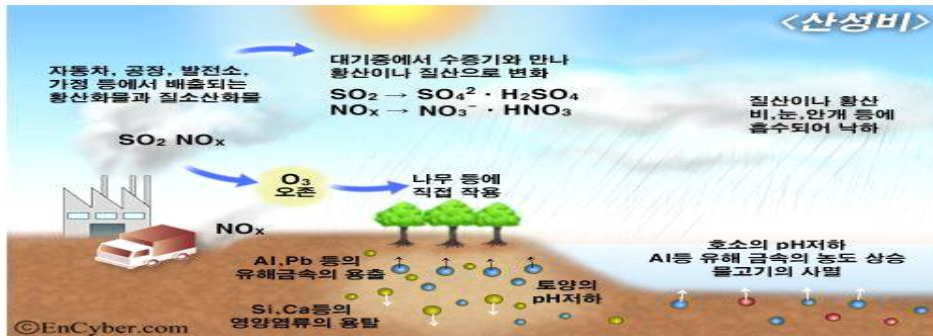 <산성비>
자동차, 공장, 발전소,
가정 등에서 배출되는
황산화물과 질소산화물
SO₂ NOx
대기중에서 수증기와 만나
황산이나 질산으로 변화
SO₂ → SO₄² · H₂SO₄
NOx → NO₃⁻ · HNO₃
질산이나 황산
비,눈,안개 등에
흡수되어 낙하
O₃
오존
나무 등에
직접 작용
NOx
Al,Pb 등의
유해금속의 용출
Si,Ca등의
영양염류의 용탈
토양의
pH저하
호소의 pH저하
Al등 유해 금속의 농도 상승
물고기의 사멸
©EnCyber.com